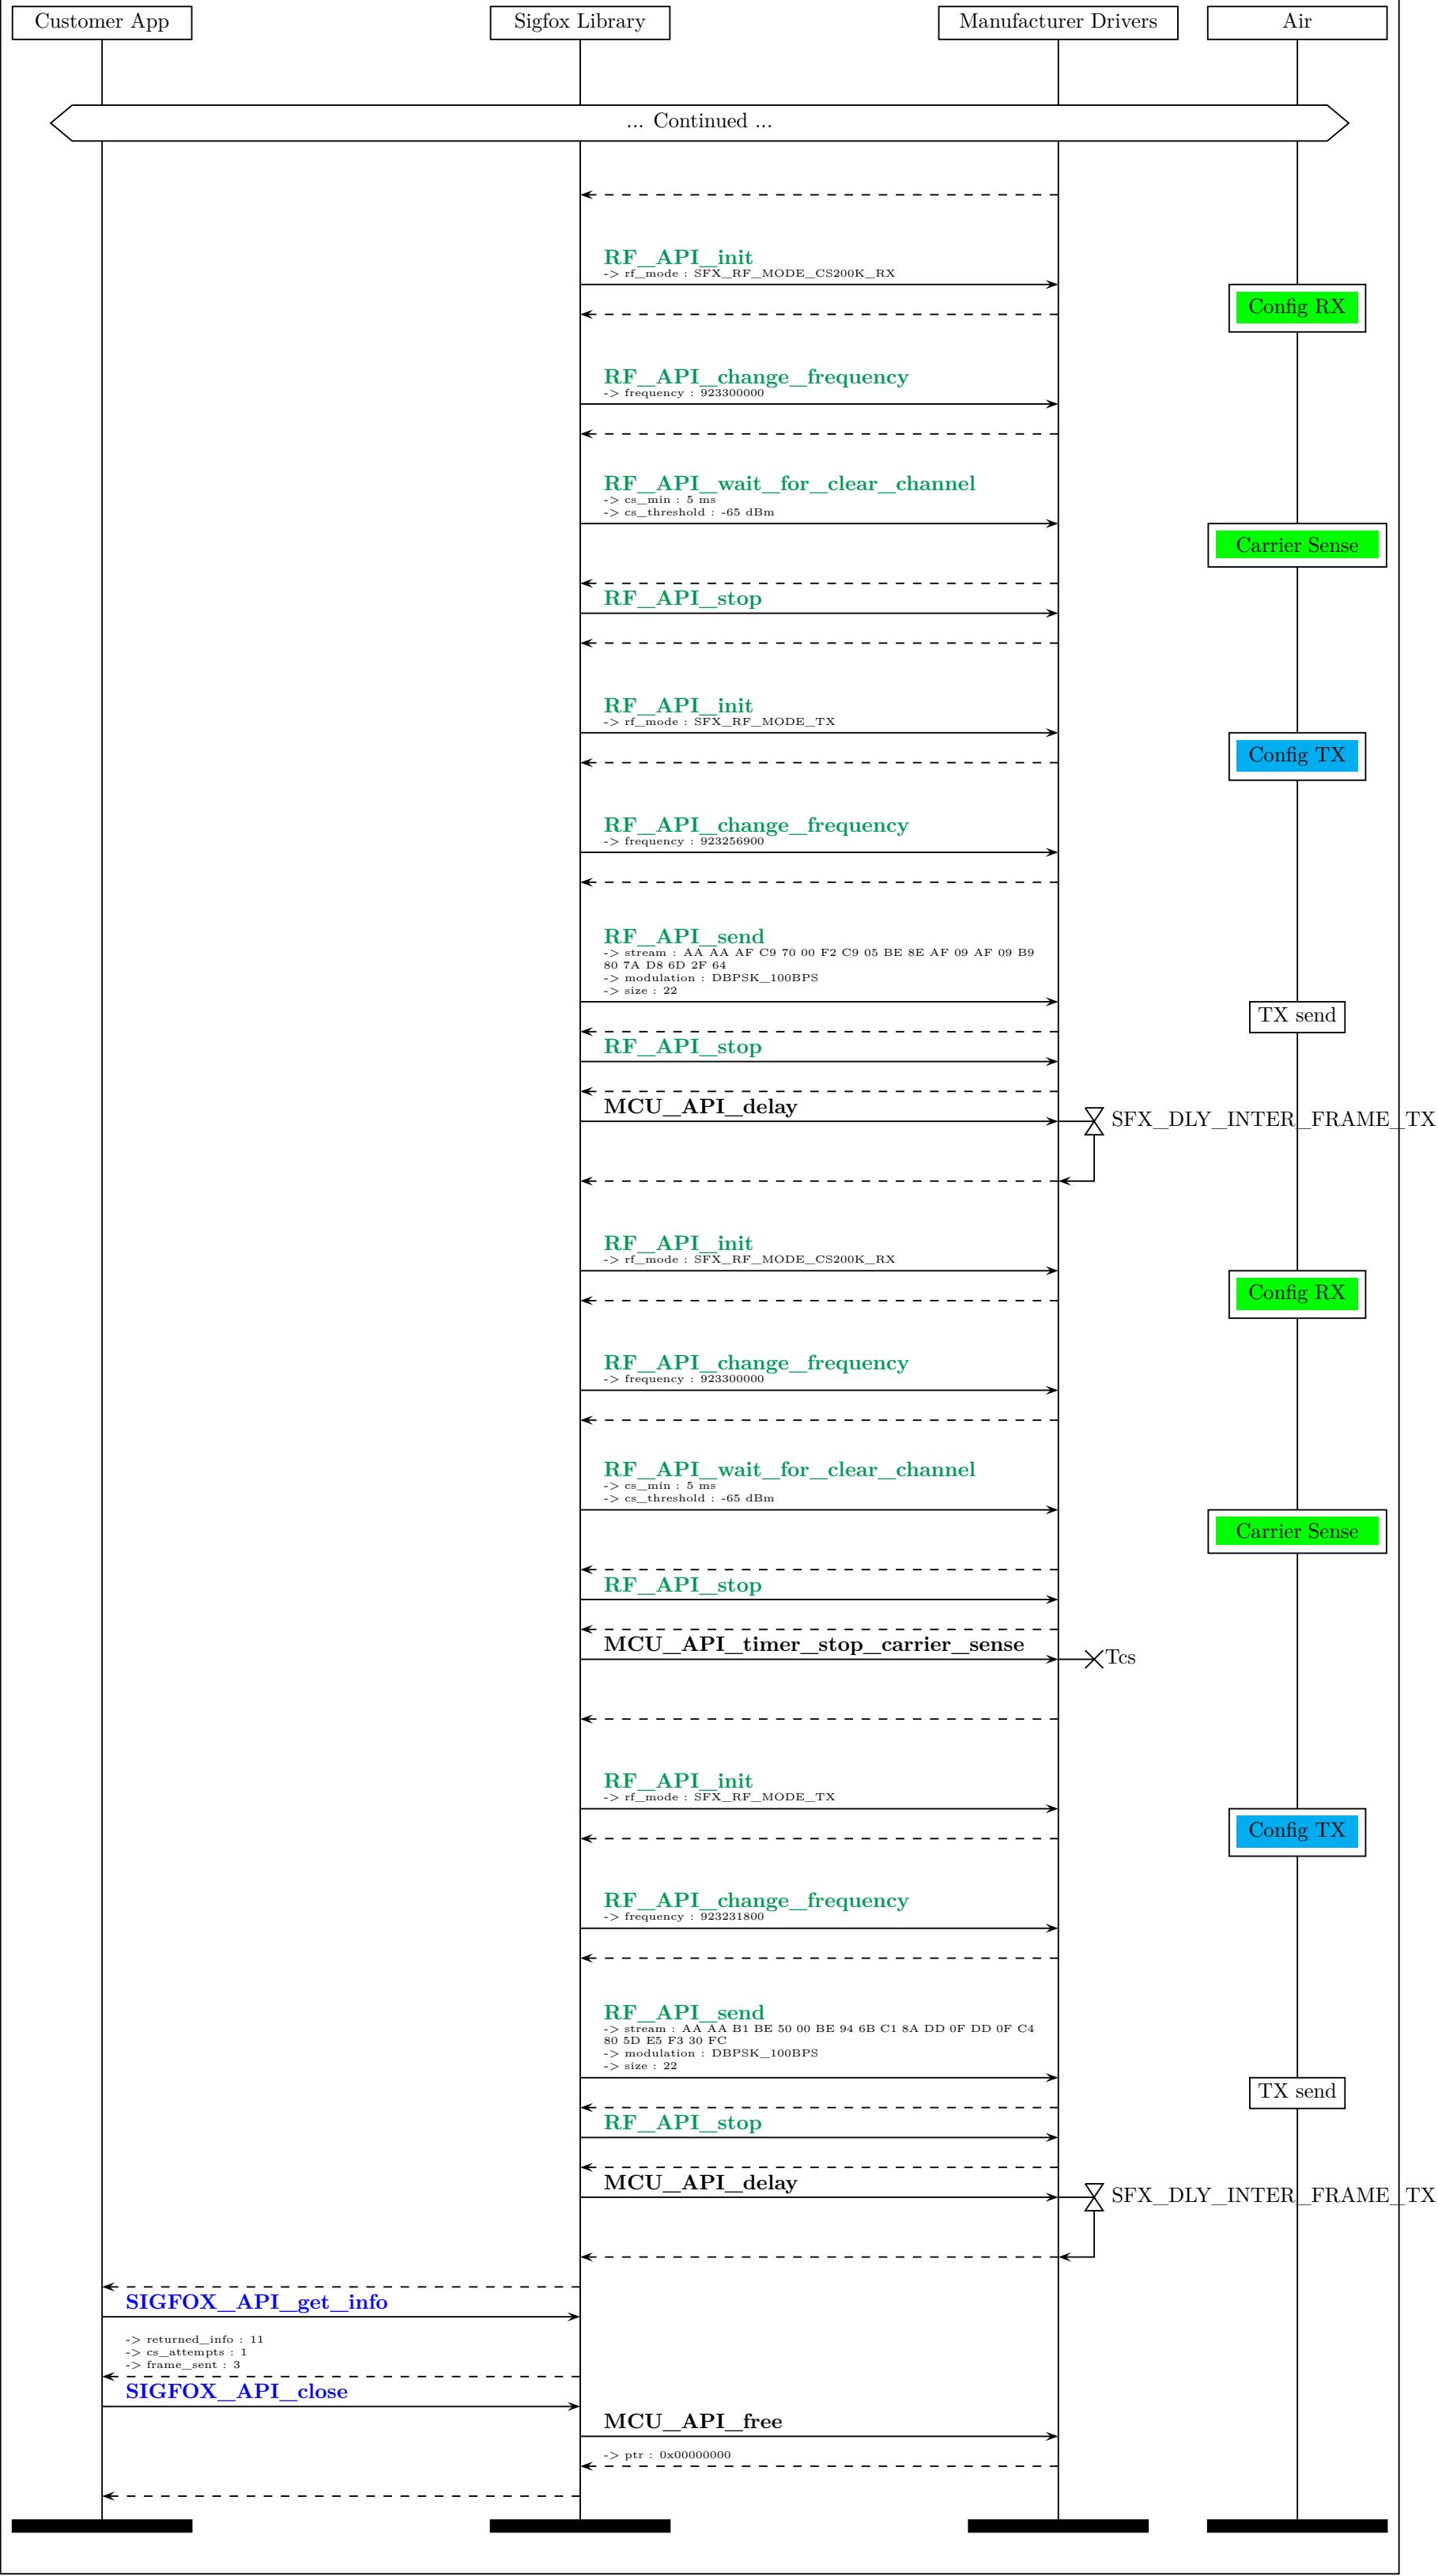 Customer App
Sigfox Library
Manufacturer Drivers
Air
... Continued ...
RF_API_init
-> rf_mode : SFX_RF_MODE_CS200K_RX
Config RX
RF_API_change_frequency
-> frequency : 923300000
RF_API_wait_for_clear_channel
-> cs_min : 5 ms
-> cs_threshold : -65 dBm
Carrier Sense
RF_API_stop
RF_API_init
-> rf_mode : SFX_RF_MODE_TX
Config TX
RF_API_change_frequency
-> frequency : 923256900
RF_API_send
-> stream : AA AA AF C9 70 00 F2 C9 05 BE 8E AF 09 AF 09 B9
80 7A D8 6D 2F 64
-> modulation : DBPSK_100BPS
-> size : 22
TX send
RF_API_stop
MCU_API_delay
SFX_DLY_INTER_FRAME_TX
RF_API_init
-> rf_mode : SFX_RF_MODE_CS200K_RX
Config RX
RF_API_change_frequency
-> frequency : 923300000
RF_API_wait_for_clear_channel
-> cs_min : 5 ms
-> cs_threshold : -65 dBm
Carrier Sense
RF_API_stop
MCU_API_timer_stop_carrier_sense
Tcs
RF_API_init
-> rf_mode : SFX_RF_MODE_TX
Config TX
RF_API_change_frequency
-> frequency : 923231800
RF_API_send
-> stream : AA AA B1 BE 50 00 BE 94 6B C1 8A DD 0F DD 0F C4
80 5D E5 F3 30 FC
-> modulation : DBPSK_100BPS
-> size : 22
TX send
RF_API_stop
MCU_API_delay
SFX_DLY_INTER_FRAME_TX
SIGFOX_API_get_info
-> returned_info : 11
-> cs_attempts : 1
-> frame_sent : 3
SIGFOX_API_close
MCU_API_free
-> ptr : 0x00000000